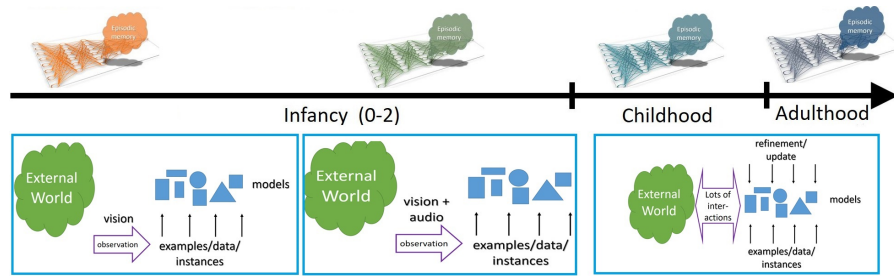 Episodic
memory
Episodic
memory
Episodic
memory
Episodic
memory
Infancy (0-2)
Childhood
Adulthood
External
World
vision
observation
models
examples/data/
instances
External
World
vision +
audio
observation
models
examples/data/
instances
External
World
Lots of
inter-
actions
refinement/
update
models
examples/data/
instances